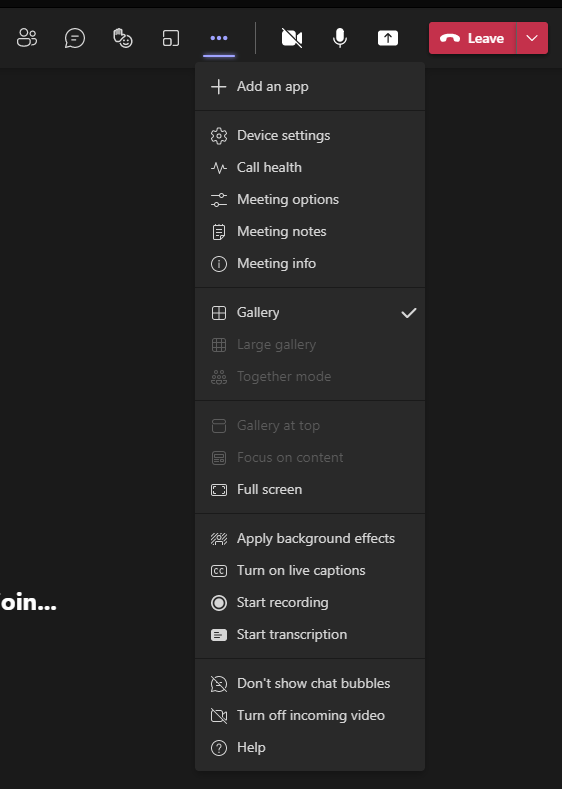 Leave
Add an app
Device settings
Call health
Meeting options
Meeting notes
Meeting info
Gallery
Large gallery
Together mode
Gallery at top
Focus on content
Full screen
Apply background effects
CC Turn on live captions
oin...
Start recording
Start transcription
Don't show chat bubbles
Turn off incoming video
Help